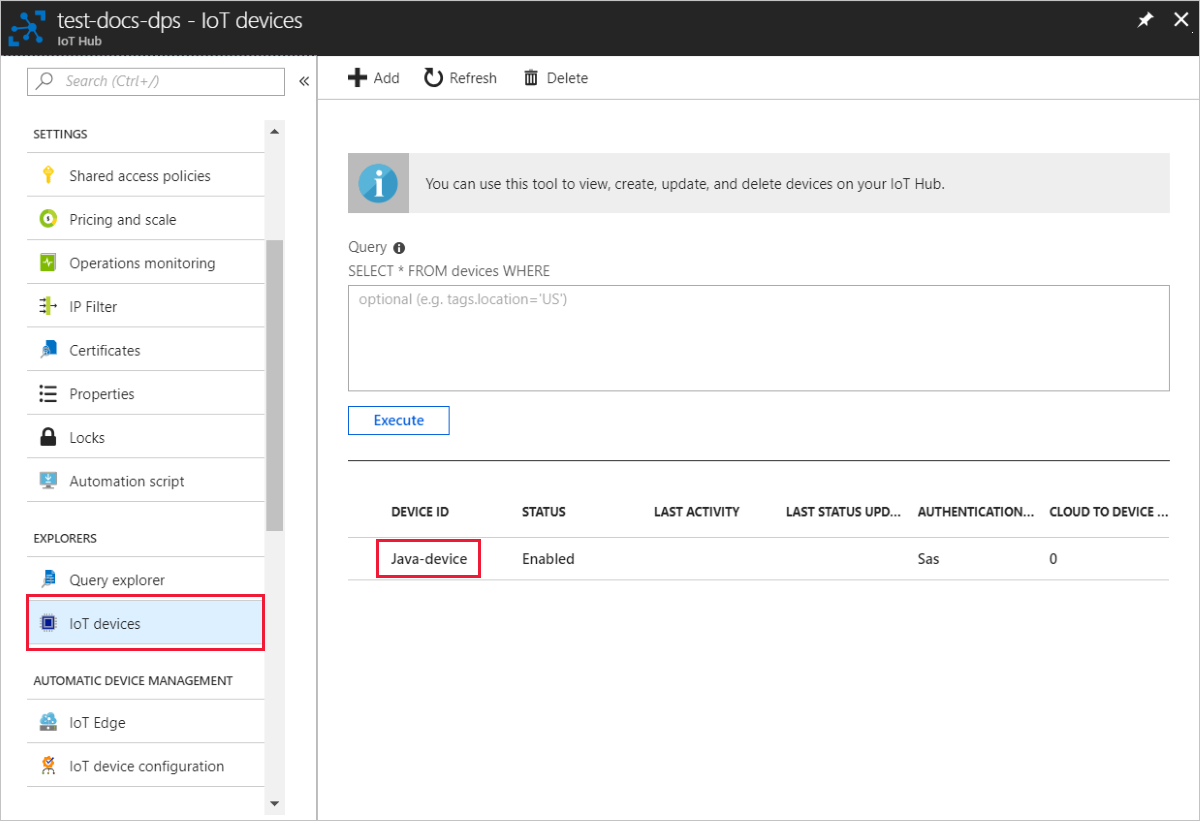 test-docs-dps - IoT devices
IoT Hub
Search (Ctrl+/)
«
SETTINGS
Shared access policies
Pricing and scale
Operations monitoring
IP Filter
Certificates
Properties
Locks
Automation script
EXPLORERS
Query explorer
IoT devices
AUTOMATIC DEVICE MANAGEMENT
IoT Edge
IoT device configuration
Add Refresh Delete
You can use this tool to view, create, update, and delete devices on your IoT Hub.
Query
SELECT * FROM devices WHERE
optional (e.g. tags.location='US')
Execute
DEVICE ID STATUS LAST ACTIVITY LAST STATUS UPD... AUTHENTICATION... CLOUD TO DEVICE ...
Java-device Enabled Sas 0